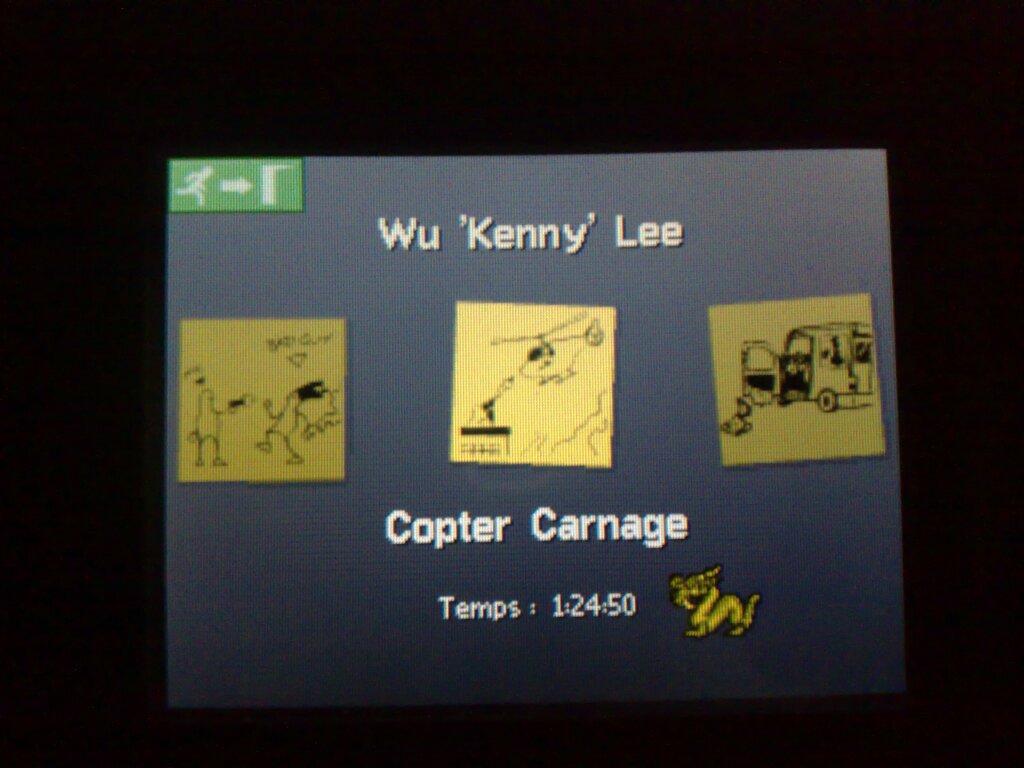 Wu 'Kenny' Lee
BAD GUY
Copter Carnage
Temps : 1:24:50